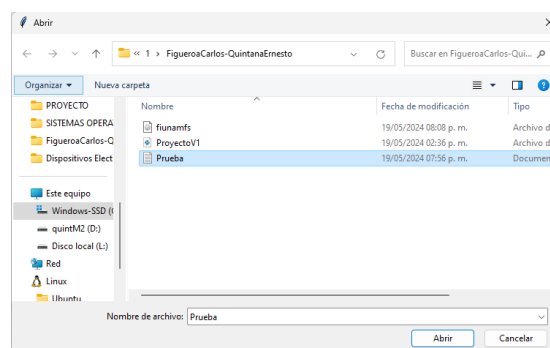 Abrir
« 1 > FigueroaCarlos-QuintanaErnesto
Buscar en FigueroaCarlos-Qui...
Organizar
Nueva carpeta
PROYECTO
SISTEMAS OPERA
FigueroaCarlos-Q
Dispositivos Elect
Este equipo
Windows-SSD (
quintM2 (D:)
Disco local (L:)
Red
Linux
Ubuntu
Nombre Fecha de modificación Tipo
fiunamfs 19/05/2024 08:08 p. m. Archivo d
ProyectoV1 19/05/2024 02:36 p. m. Archivo d
Prueba 19/05/2024 07:56 p. m. Documen
Nombre de archivo: Prueba
Abrir Cancelar